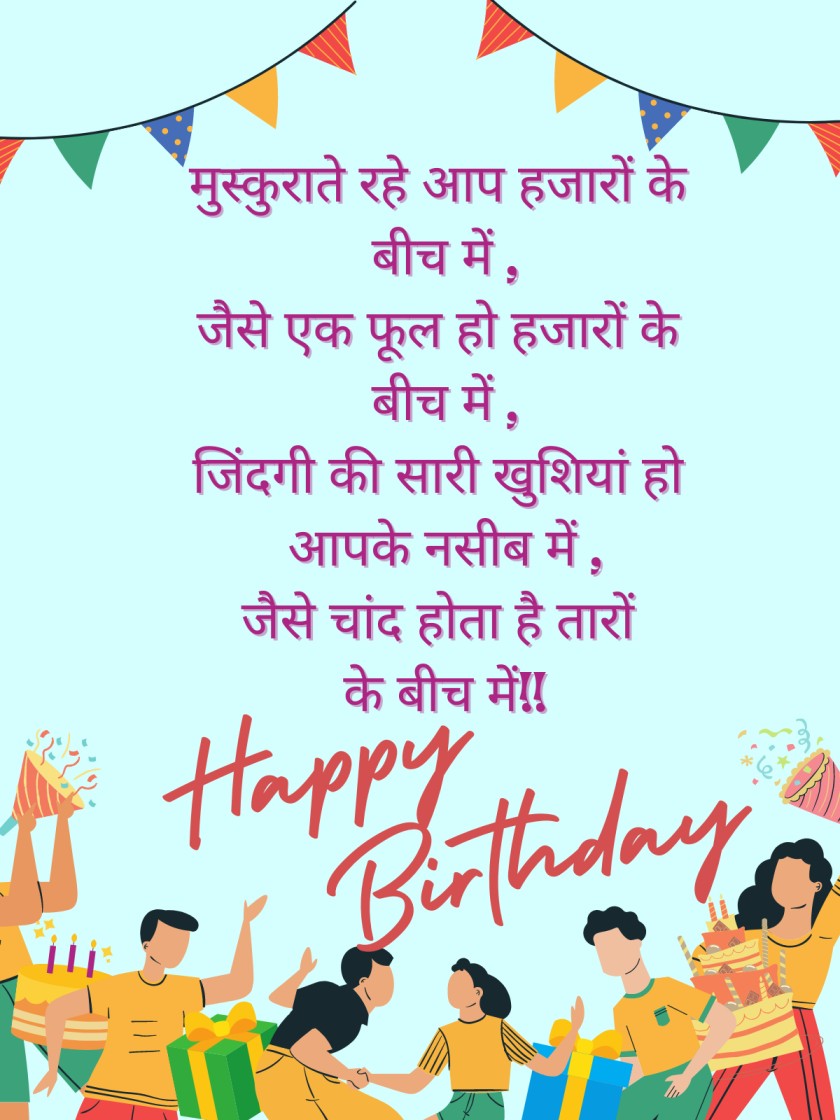 मुस्कुराते रहे आप हजारों के
बीच में ,
जैसे एक फूल हो हजारों के
बीच में ,
जिंदगी की सारी खुशियां हो
आपके नसीब में ,
जैसे चांद होता है तारों
के बीच में!!
Happy
Birthday